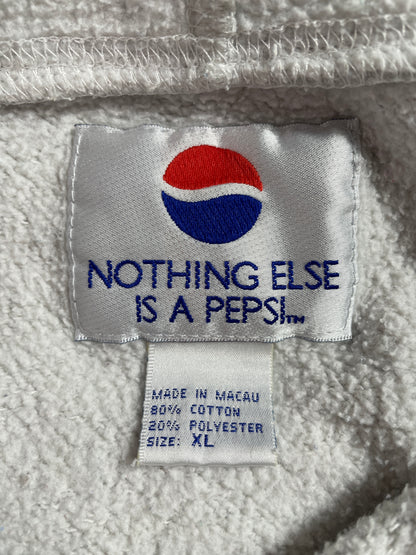 NOTHING ELSE
IS A PEPSI™
MADE IN MACAU
80% COTTON
20% POLYESTER
SIZE: XL